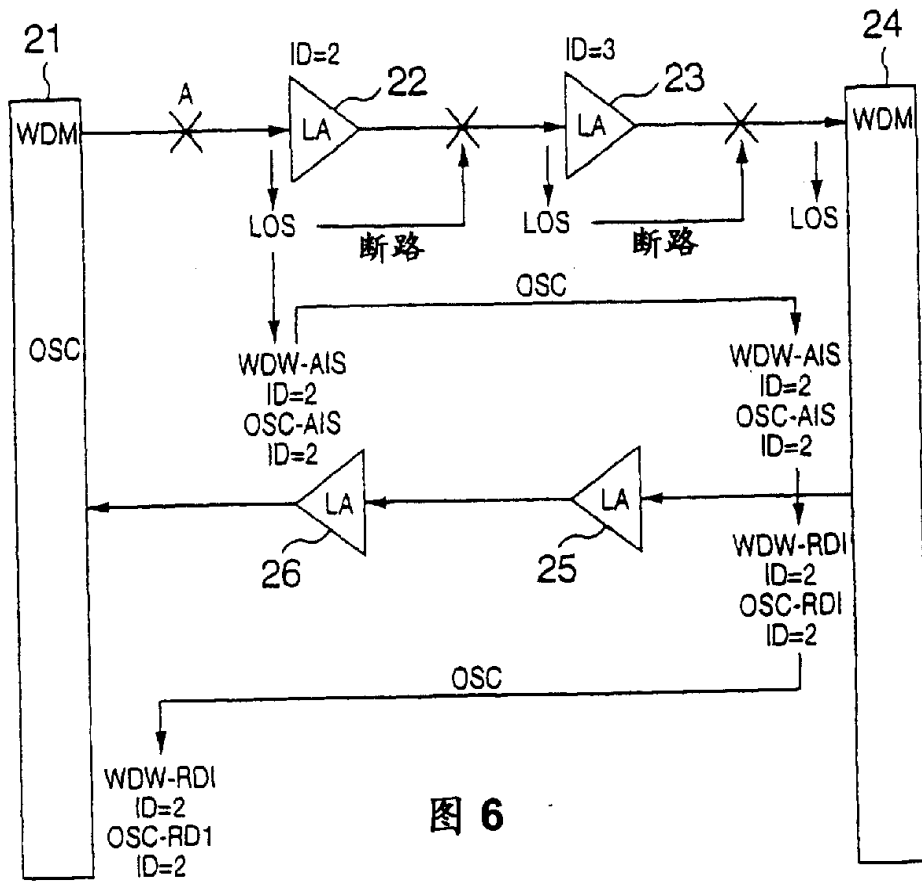 21
24
ID=2
ID=3
22
23
A
WDM
LA
LA
WDM
LOS
LOS
LOS
断路
断路
OSC
OSC
WDW-AIS
ID=2
OSC-AIS
ID=2
WDW-AIS
ID=2
OSC-AIS
ID=2
LA
LA
26
25
WDW-RDI
ID=2
OSC-RDI
ID=2
OSC
WDW-RDI
ID=2
OSC-RD1
ID=2
图 6